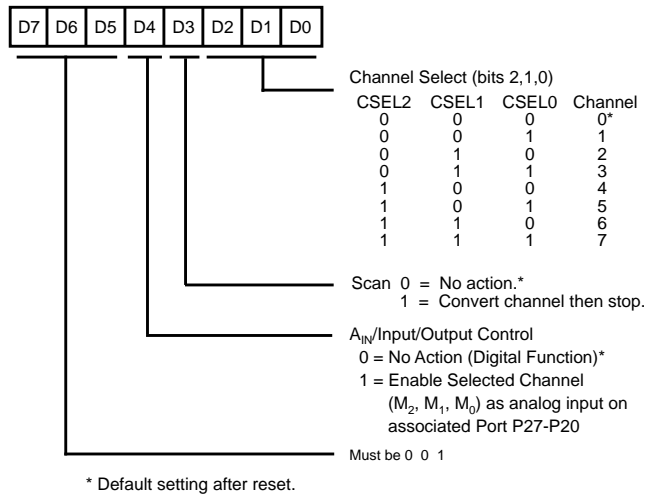 D7 D6 D5 D4 D3 D2 D1 D0
Channel Select (bits 2,1,0)
CSEL2 CSEL1 CSEL0 Channel
0 0 0 0*
0 0 1 1
0 1 0 2
0 1 1 3
1 0 0 4
1 0 1 5
1 1 0 6
1 1 1 7
Scan 0 = No action.*
1 = Convert channel then stop.
AIN/Input/Output Control
0 = No Action (Digital Function)*
1 = Enable Selected Channel
(M2, M1, M0) as analog input on
associated Port P27-P20
Must be 0 0 1
* Default setting after reset.